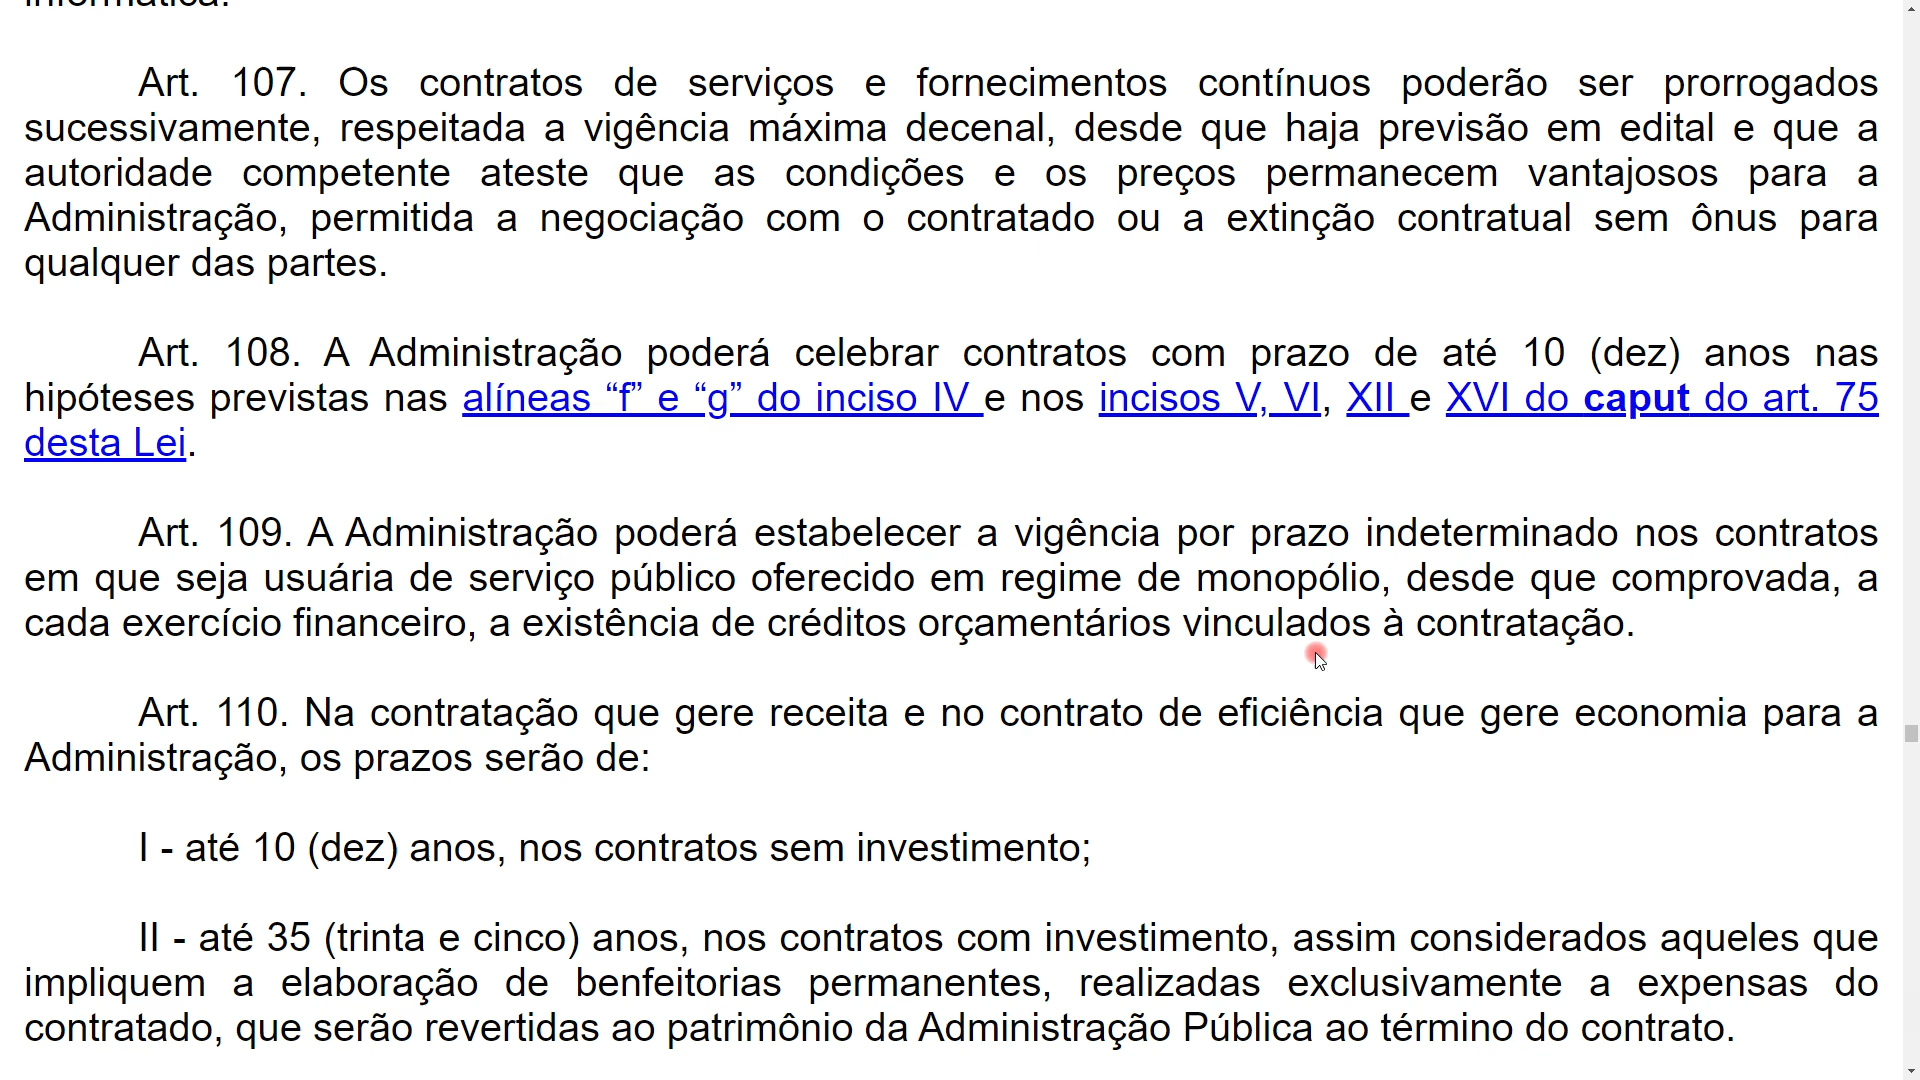 informática.
Art. 107. Os contratos de serviços e fornecimentos contínuos poderão ser prorrogados
sucessivamente, respeitada a vigência máxima decenal, desde que haja previsão em edital e que a
autoridade competente ateste que as condições e os preços permanecem vantajosos para a
Administração, permitida a negociação com o contratado ou a extinção contratual sem ônus para
qualquer das partes.
Art. 108. A Administração poderá celebrar contratos com prazo de até 10 (dez) anos nas
hipóteses previstas nas alíneas “f” e “g” do inciso IV e nos incisos V, VI, XII e XVI do caput do art. 75
desta Lei.
Art. 109. A Administração poderá estabelecer a vigência por prazo indeterminado nos contratos
em que seja usuária de serviço público oferecido em regime de monopólio, desde que comprovada, a
cada exercício financeiro, a existência de créditos orçamentários vinculados à contratação.
Art. 110. Na contratação que gere receita e no contrato de eficiência que gere economia para a
Administração, os prazos serão de:
I - até 10 (dez) anos, nos contratos sem investimento;
II - até 35 (trinta e cinco) anos, nos contratos com investimento, assim considerados aqueles que
impliquem a elaboração de benfeitorias permanentes, realizadas exclusivamente a expensas do
contratado, que serão revertidas ao patrimônio da Administração Pública ao término do contrato.